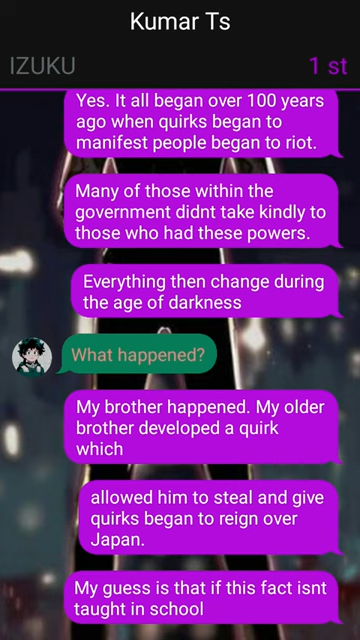 Kumar Ts
IZUKU
1 st
Yes. It all began over 100 years
ago when quirks began to
manifest people began to riot.
Many of those within the
government didnt take kindly to
those who had these powers.
Everything then change during
the age of darkness
What happened?
My brother happened. My older
brother developed a quirk
which
allowed him to steal and give
quirks began to reign over
Japan.
My guess is that if this fact isnt
taught in school